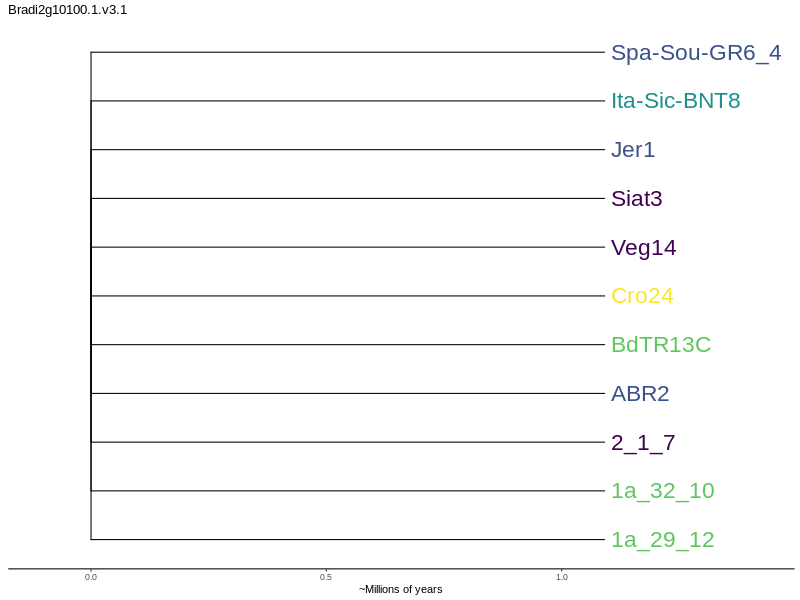 Bradi2g10100.1.v3.1
Spa-Sou-GR6_4
Ita-Sic-BNT8
Jer1
Siat3
Veg14
Cro24
BdTR13C
ABR2
2_1_7
1a_32_10
1a_29_12
0.0 0.5 1.0
~Millions of years